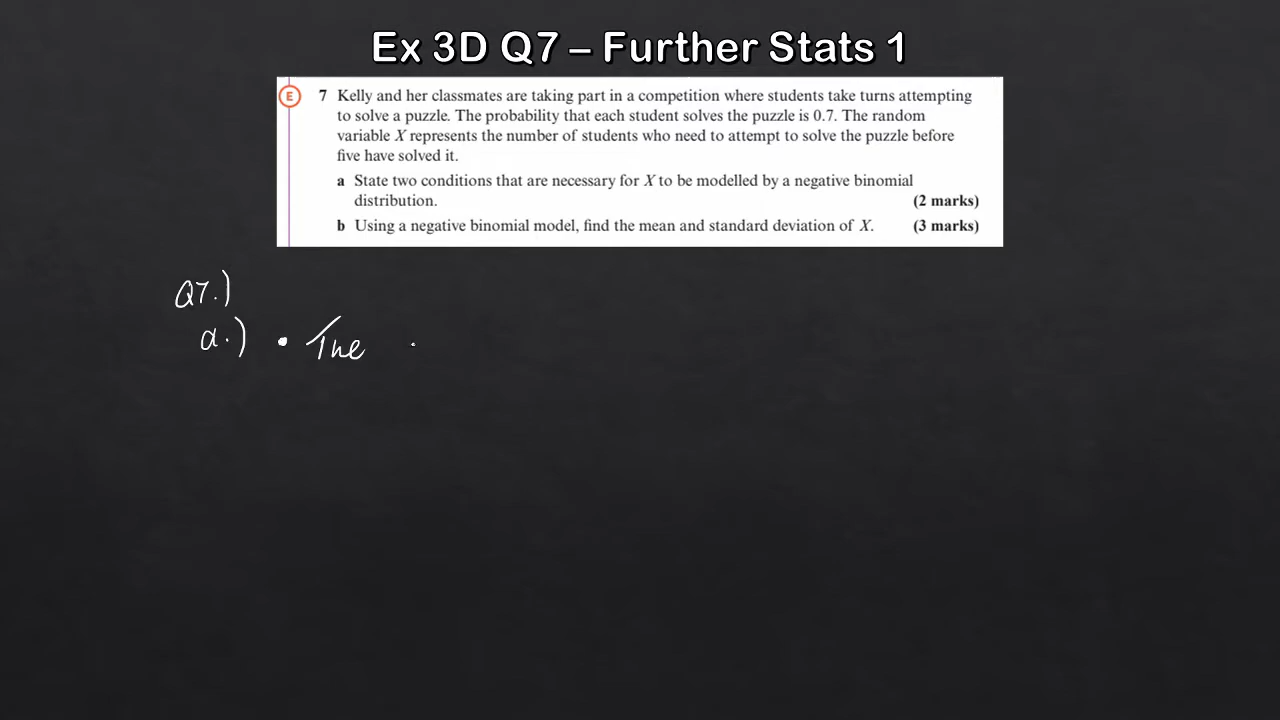 Ex 3D Q7 – Further Stats 1
E 7 Kelly and her classmates are taking part in a competition where students take turns attempting
to solve a puzzle. The probability that each student solves the puzzle is 0.7. The random
variable X represents the number of students who need to attempt to solve the puzzle before
five have solved it.
a State two conditions that are necessary for X to be modelled by a negative binomial
distribution. (2 marks)
b Using a negative binomial model, find the mean and standard deviation of X. (3 marks)
Q7.)
a.) • The